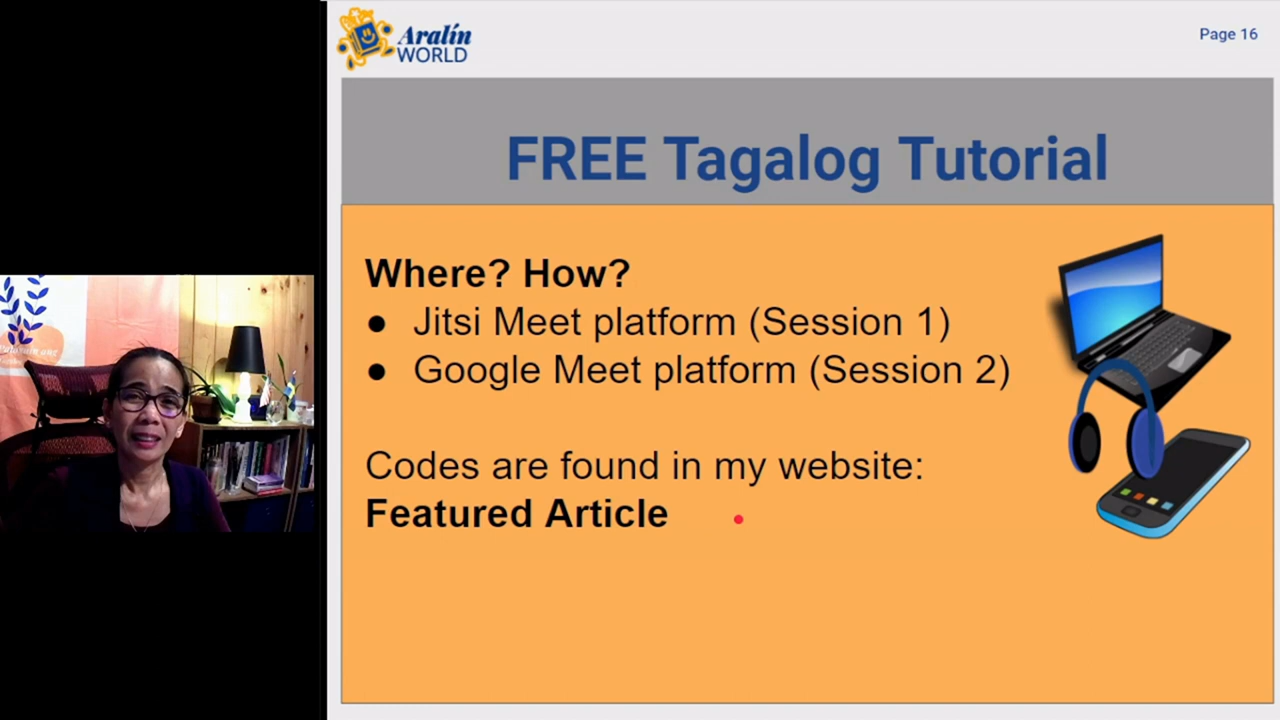 Aralín
WORLD
Page 16
FREE Tagalog Tutorial
Where? How?
● Jitsi Meet platform (Session 1)
● Google Meet platform (Session 2)
Codes are found in my website:
Featured Article